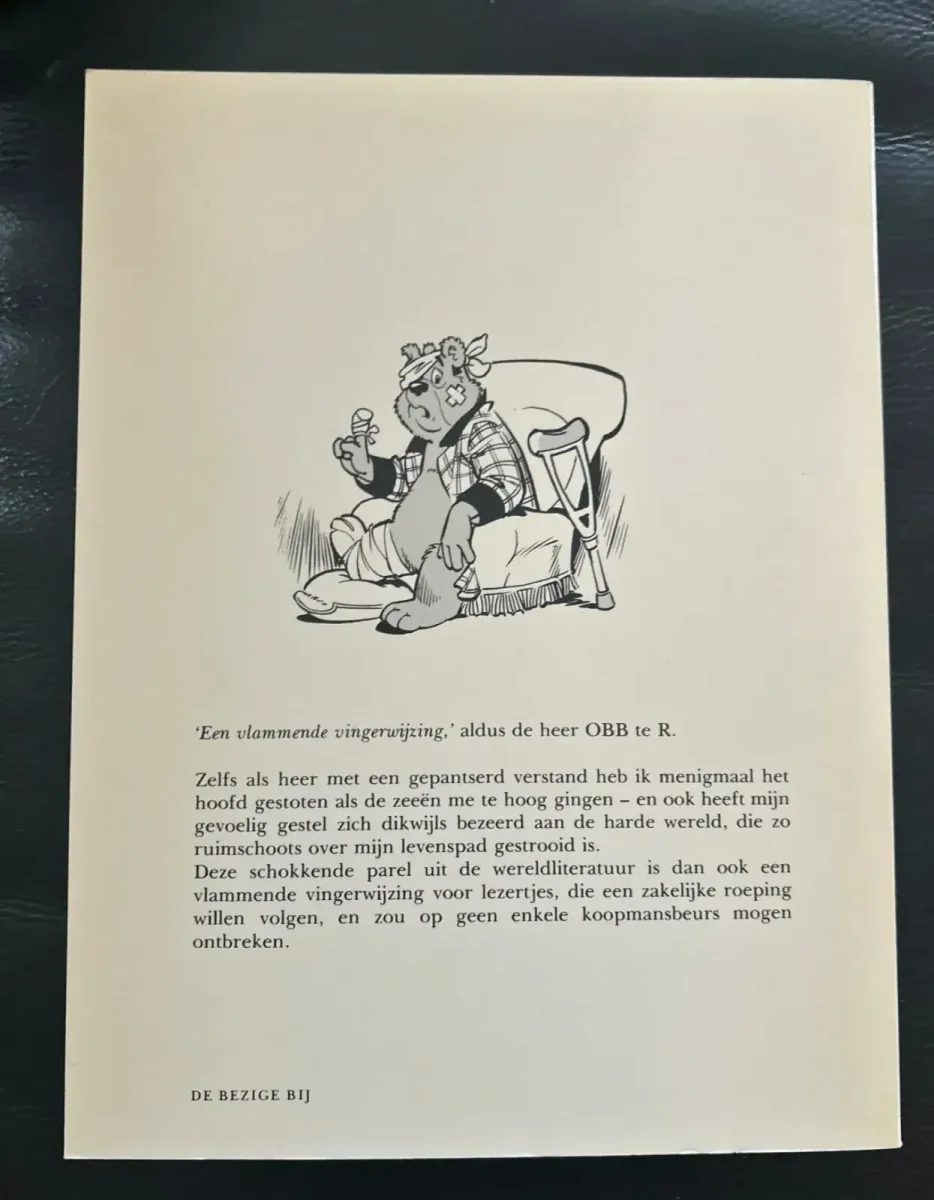 'Een vlammende vingerwijzing,' aldus de heer OBB te R.
Zelfs als heer met een gepantserd verstand heb ik menigmaal het
hoofd gestoten als de zeeën me te hoog gingen – en ook heeft mijn
gevoelig gestel zich dikwijls bezeerd aan de harde wereld, die zo
ruimschoots over mijn levenspad gestrooid is.
Deze schokkende parel uit de wereldliteratuur is dan ook een
vlammende vingerwijzing voor lezertjes, die een zakelijke roeping
willen volgen, en zou op geen enkele koopmansbeurs mogen
ontbreken.
DE BEZIGE BIJ